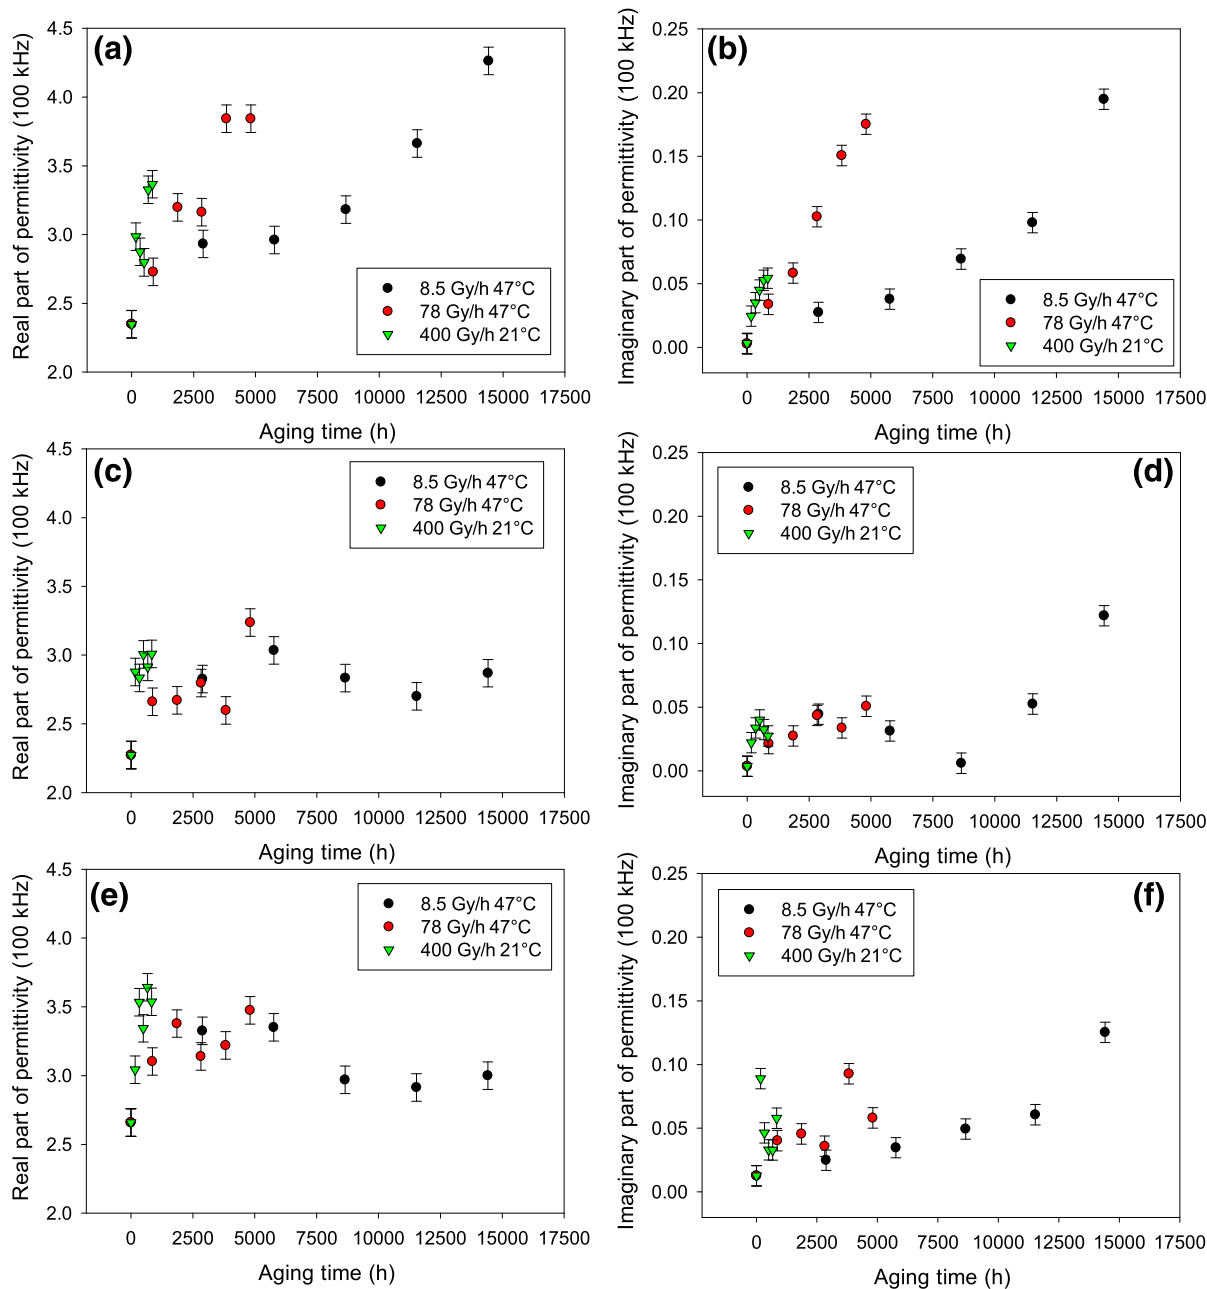 (a)
Real part of permittivity (100 kHz)
4.5
4.0
3.5
3.0
2.5
2.0
8.5 Gy/h 47°C
78 Gy/h 47°C
400 Gy/h 21°C
0 2500 5000 7500 10000 12500 15000 17500
Aging time (h)
(b)
Imaginary part of permittivity (100 kHz)
0.25
0.20
0.15
0.10
0.05
0.00
8.5 Gy/h 47°C
78 Gy/h 47°C
400 Gy/h 21°C
0 2500 5000 7500 10000 12500 15000 17500
Aging time (h)
(c)
Real part of permittivity (100 kHz)
4.5
4.0
3.5
3.0
2.5
2.0
8.5 Gy/h 47°C
78 Gy/h 47°C
400 Gy/h 21°C
0 2500 5000 7500 10000 12500 15000 17500
Aging time (h)
(d)
Imaginary part of permittivity (100 kHz)
0.25
0.20
0.15
0.10
0.05
0.00
8.5 Gy/h 47°C
78 Gy/h 47°C
400 Gy/h 21°C
0 2500 5000 7500 10000 12500 15000 17500
Aging time (h)
(e)
Real part of permittivity (100 kHz)
4.5
4.0
3.5
3.0
2.5
2.0
8.5 Gy/h 47°C
78 Gy/h 47°C
400 Gy/h 21°C
0 2500 5000 7500 10000 12500 15000 17500
Aging time (h)
(f)
Imaginary part of permittivity (100 kHz)
0.25
0.20
0.15
0.10
0.05
0.00
8.5 Gy/h 47°C
78 Gy/h 47°C
400 Gy/h 21°C
0 2500 5000 7500 10000 12500 15000 17500
Aging time (h)